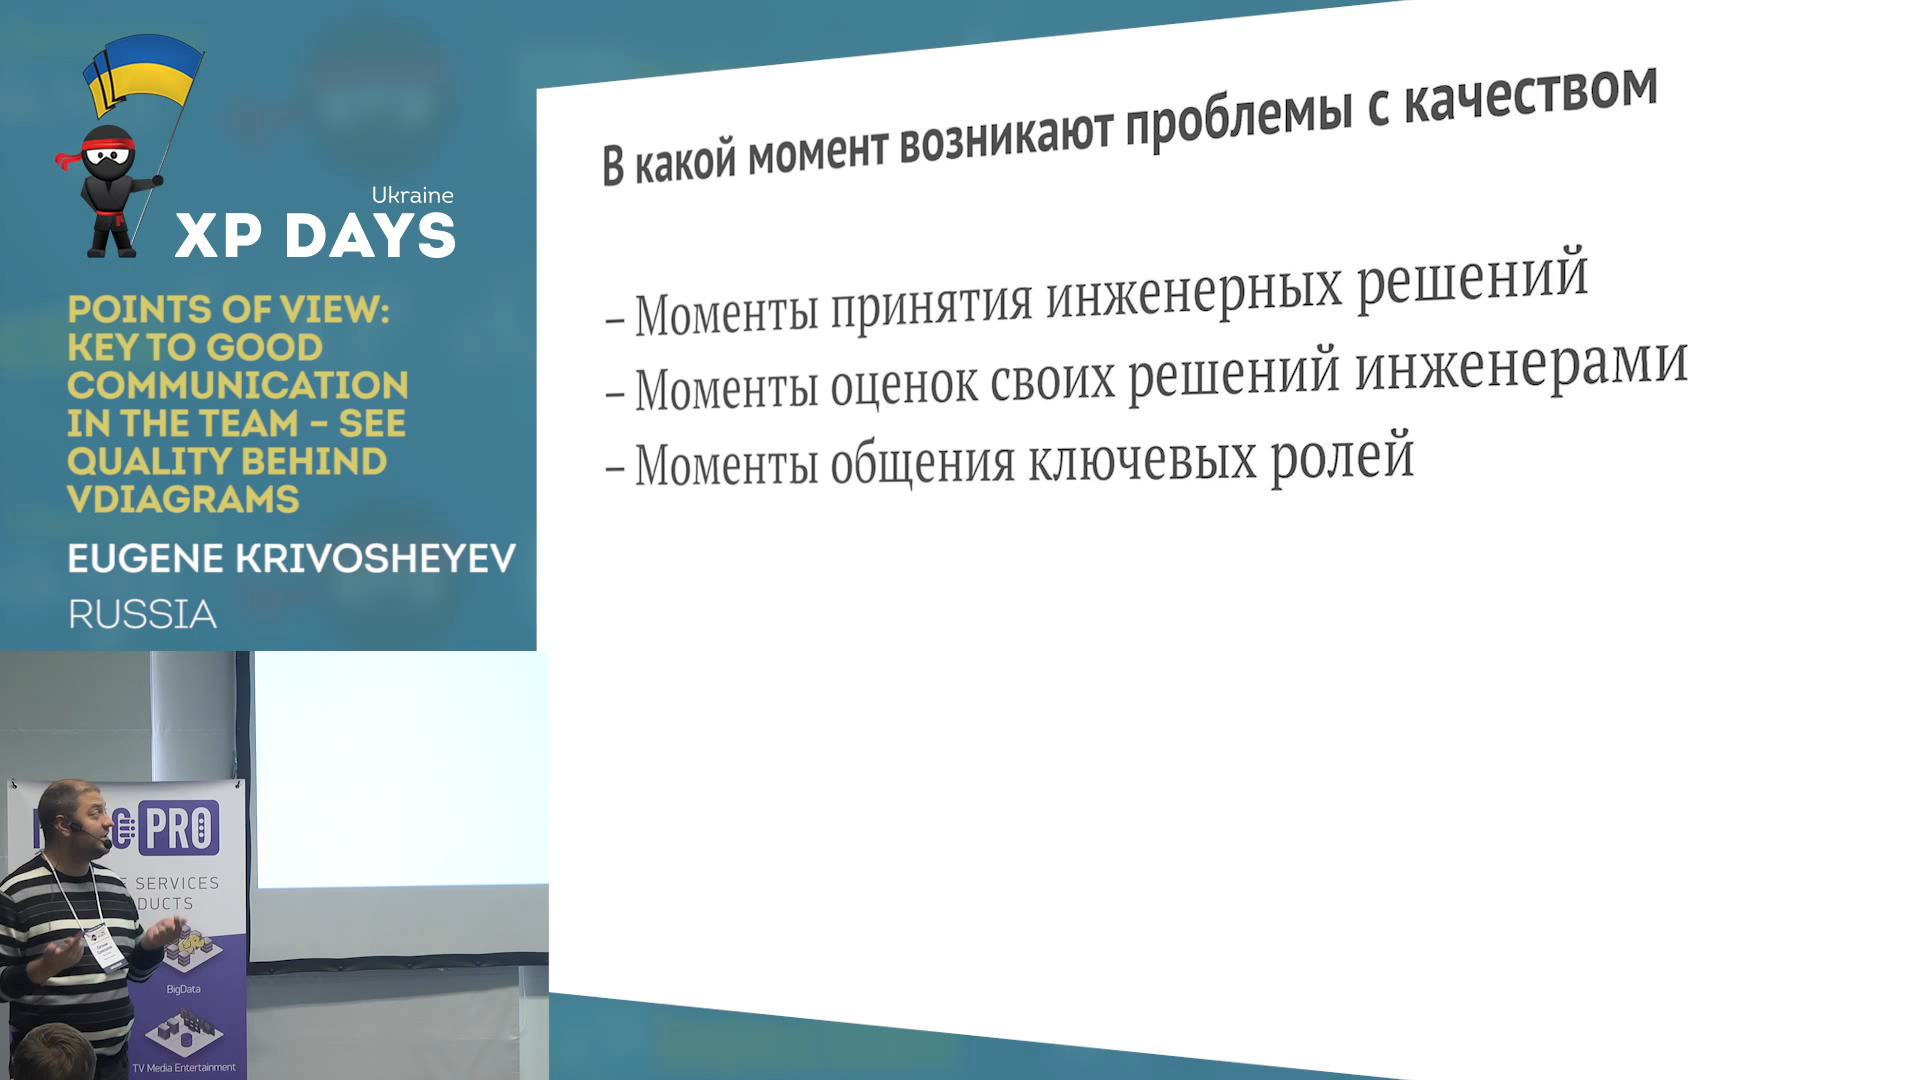 Ukraine
XP DAYS
POINTS OF VIEW:
KEY TO GOOD
COMMUNICATION
IN THE TEAM – SEE
QUALITY BEHIND
VDIAGRAMS
EUGENE KRIVOSHEYEV
RUSSIA
В какой момент возникают проблемы с качеством
– Моменты принятия инженерных решений
– Моменты оценок своих решений инженерами
– Моменты общения ключевых ролей
PRO
SERVICES
BigData
TV Media Entertainment